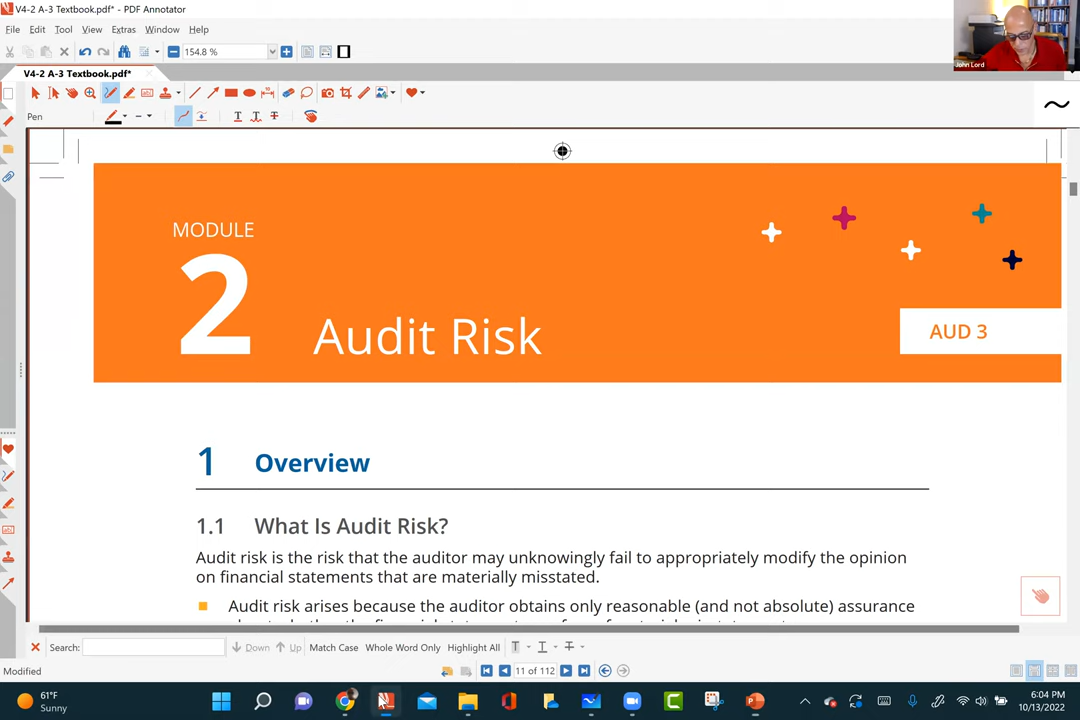 V4-2 A-3 Textbook.pdf* - PDF Annotator
File Edit Tool View Extras Window Help
154.8 %
V4-2 A-3 Textbook.pdf*
Pen
John Lord
MODULE
2
Audit Risk
AUD 3
1 Overview
1.1 What Is Audit Risk?
Audit risk is the risk that the auditor may unknowingly fail to appropriately modify the opinion
on financial statements that are materially misstated.
Audit risk arises because the auditor obtains only reasonable (and not absolute) assurance
Search: Down Up Match Case Whole Word Only Highlight All
Modified
11 of 112
61°F
Sunny
6:04 PM
10/13/2022